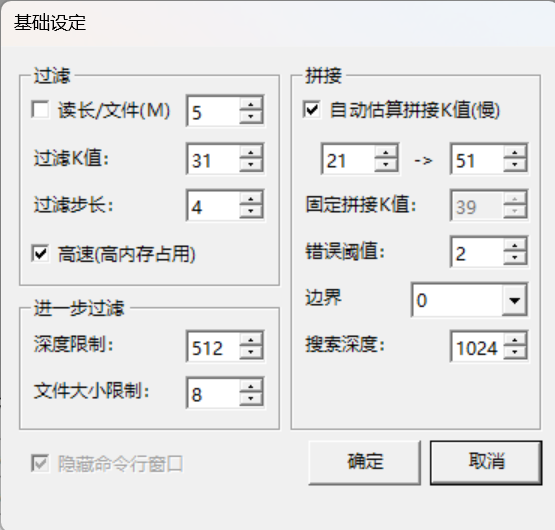 基础设定
过滤
读长/文件(M) 5
过滤K值: 31
过滤步长: 4
高速(高内存占用)
进一步过滤
深度限制: 512
文件大小限制: 8
隐藏命令行窗口
拼接
自动估算拼接K值(慢)
21 -> 51
固定拼接K值: 39
错误阈值: 2
边界 0
搜索深度: 1024
确定 取消